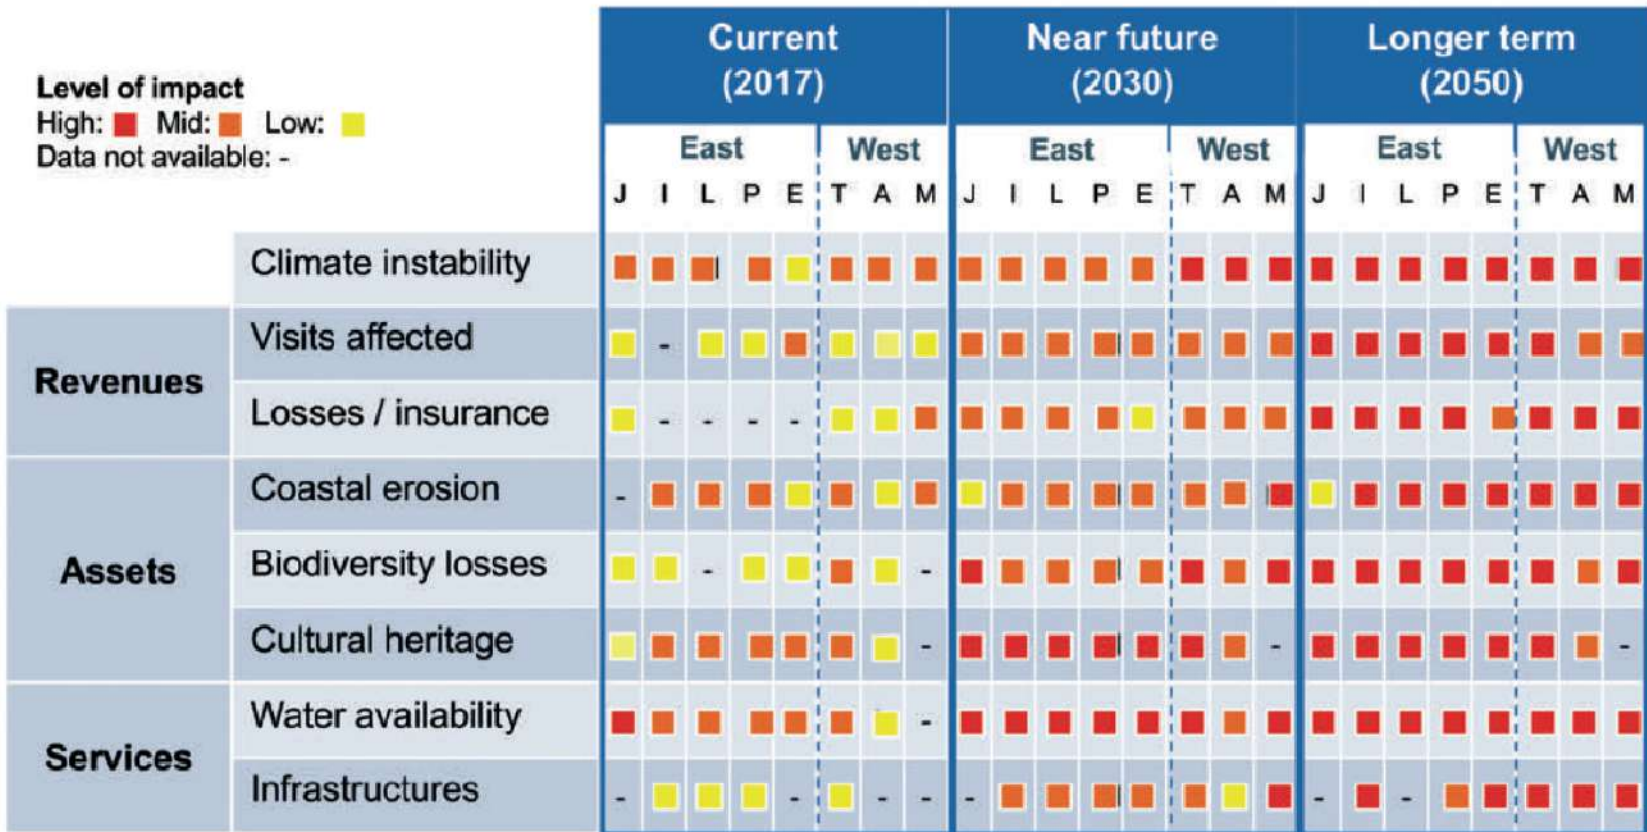 Current Near future Longer term
(2017) (2030) (2050)
Level of impact
High: Mid: Low:
Data not available: -
East West East West East West
J I L P E T A M J I L P E T A M J I L P E T A M
Climate instability
Revenues
Visits affected -
Losses / insurance - - - -
Assets
Coastal erosion -
Biodiversity losses - -
Cultural heritage - - -
Services
Water availability -
Infrastructures - - - - - - -